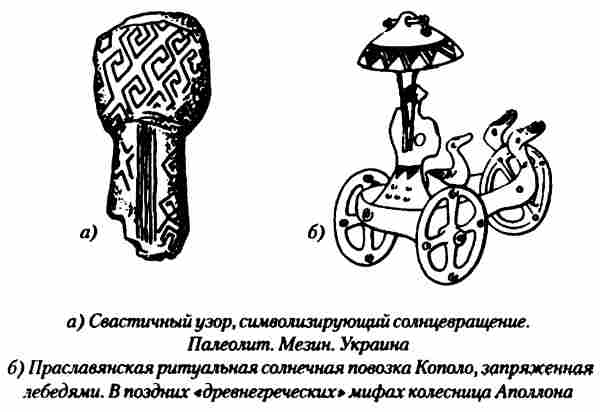 а)
б)
а) Свастичный узор, символизирующий солнцевращение.
Палеолит. Мезин. Украина
б) Праславянская ритуальная солнечная повозка Кополо, запряженная
лебедями. В поздних «древнегреческих» мифах колесница Аполлона